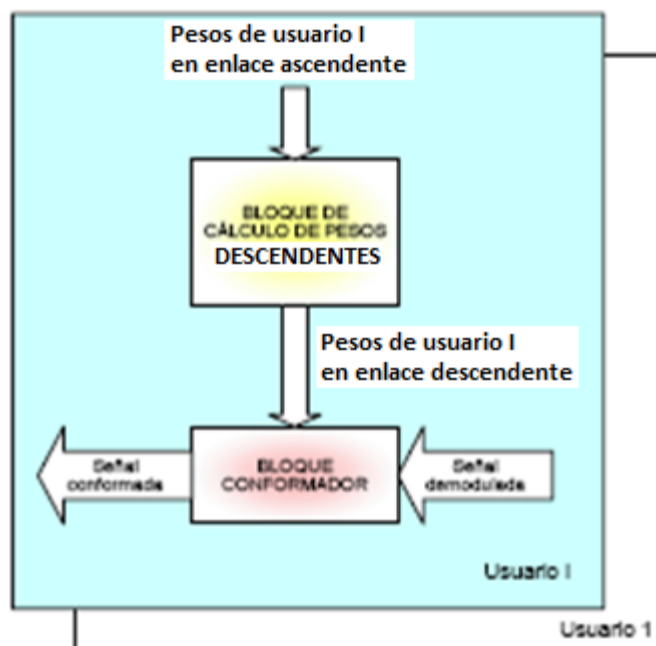 Pesos de usuario I
en enlace ascendente
BLOQUE DE
CÁLCULO DE PESOS
DESCENDENTES
Pesos de usuario I
en enlace descendente
Señal
conformada
BLOQUE
CONFORMADOR
Señal
demodulada
Usuario I
Usuario 1